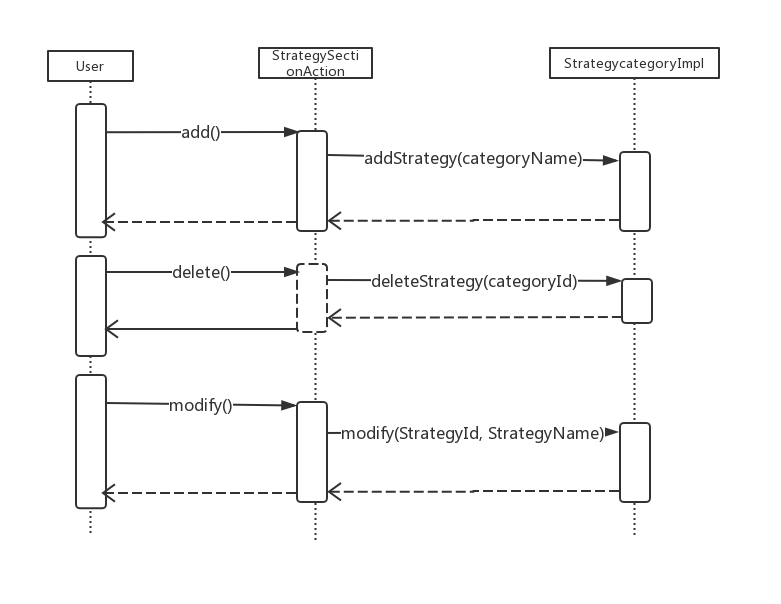 User
StrategySecti
onAction
StrategycategoryImpl
add()
addStrategy(categoryName)
delete()
deleteStrategy(categoryId)
modify()
modify(StrategyId, StrategyName)